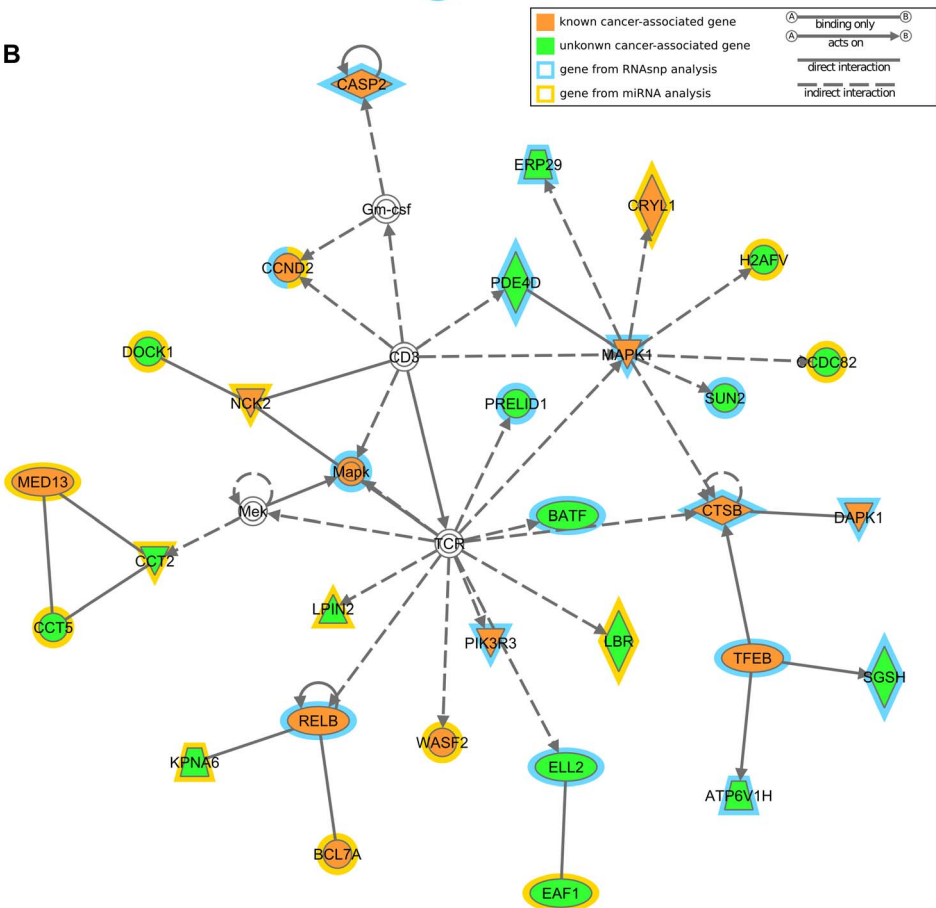 B
known cancer-associated gene
unkonwn cancer-associated gene
gene from RNAsnp analysis
gene from miRNA analysis
A B
binding only
A B
acts on
direct interaction
indirect interaction
CASP2
ERP29
CRYL1
Gm-csf
CCND2
PDE4D
H2AFV
DOCK1
CD3
MAPK1
CCDC82
NCK2
PRELID1
SUN2
MED13
Mapk
Mek
BATF
CTSB
DAPK1
TCR
CCT2
LPIN2
CCT5
PIK3R3
LBR
TFEB
SGSH
RELB
WASF2
KPNA6
ELL2
ATP6V1H
BCL7A
EAF1